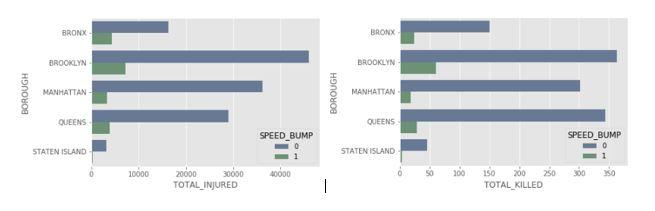 BRONX
BROOKLYN
MANHATTAN
QUEENS
STATEN ISLAND
BOROUGH
SPEED_BUMP
0
1
0 10000 20000 30000 40000
TOTAL_INJURED
BRONX
BROOKLYN
MANHATTAN
QUEENS
STATEN ISLAND
BOROUGH
SPEED_BUMP
0
1
0 50 100 150 200 250 300 350
TOTAL_KILLED